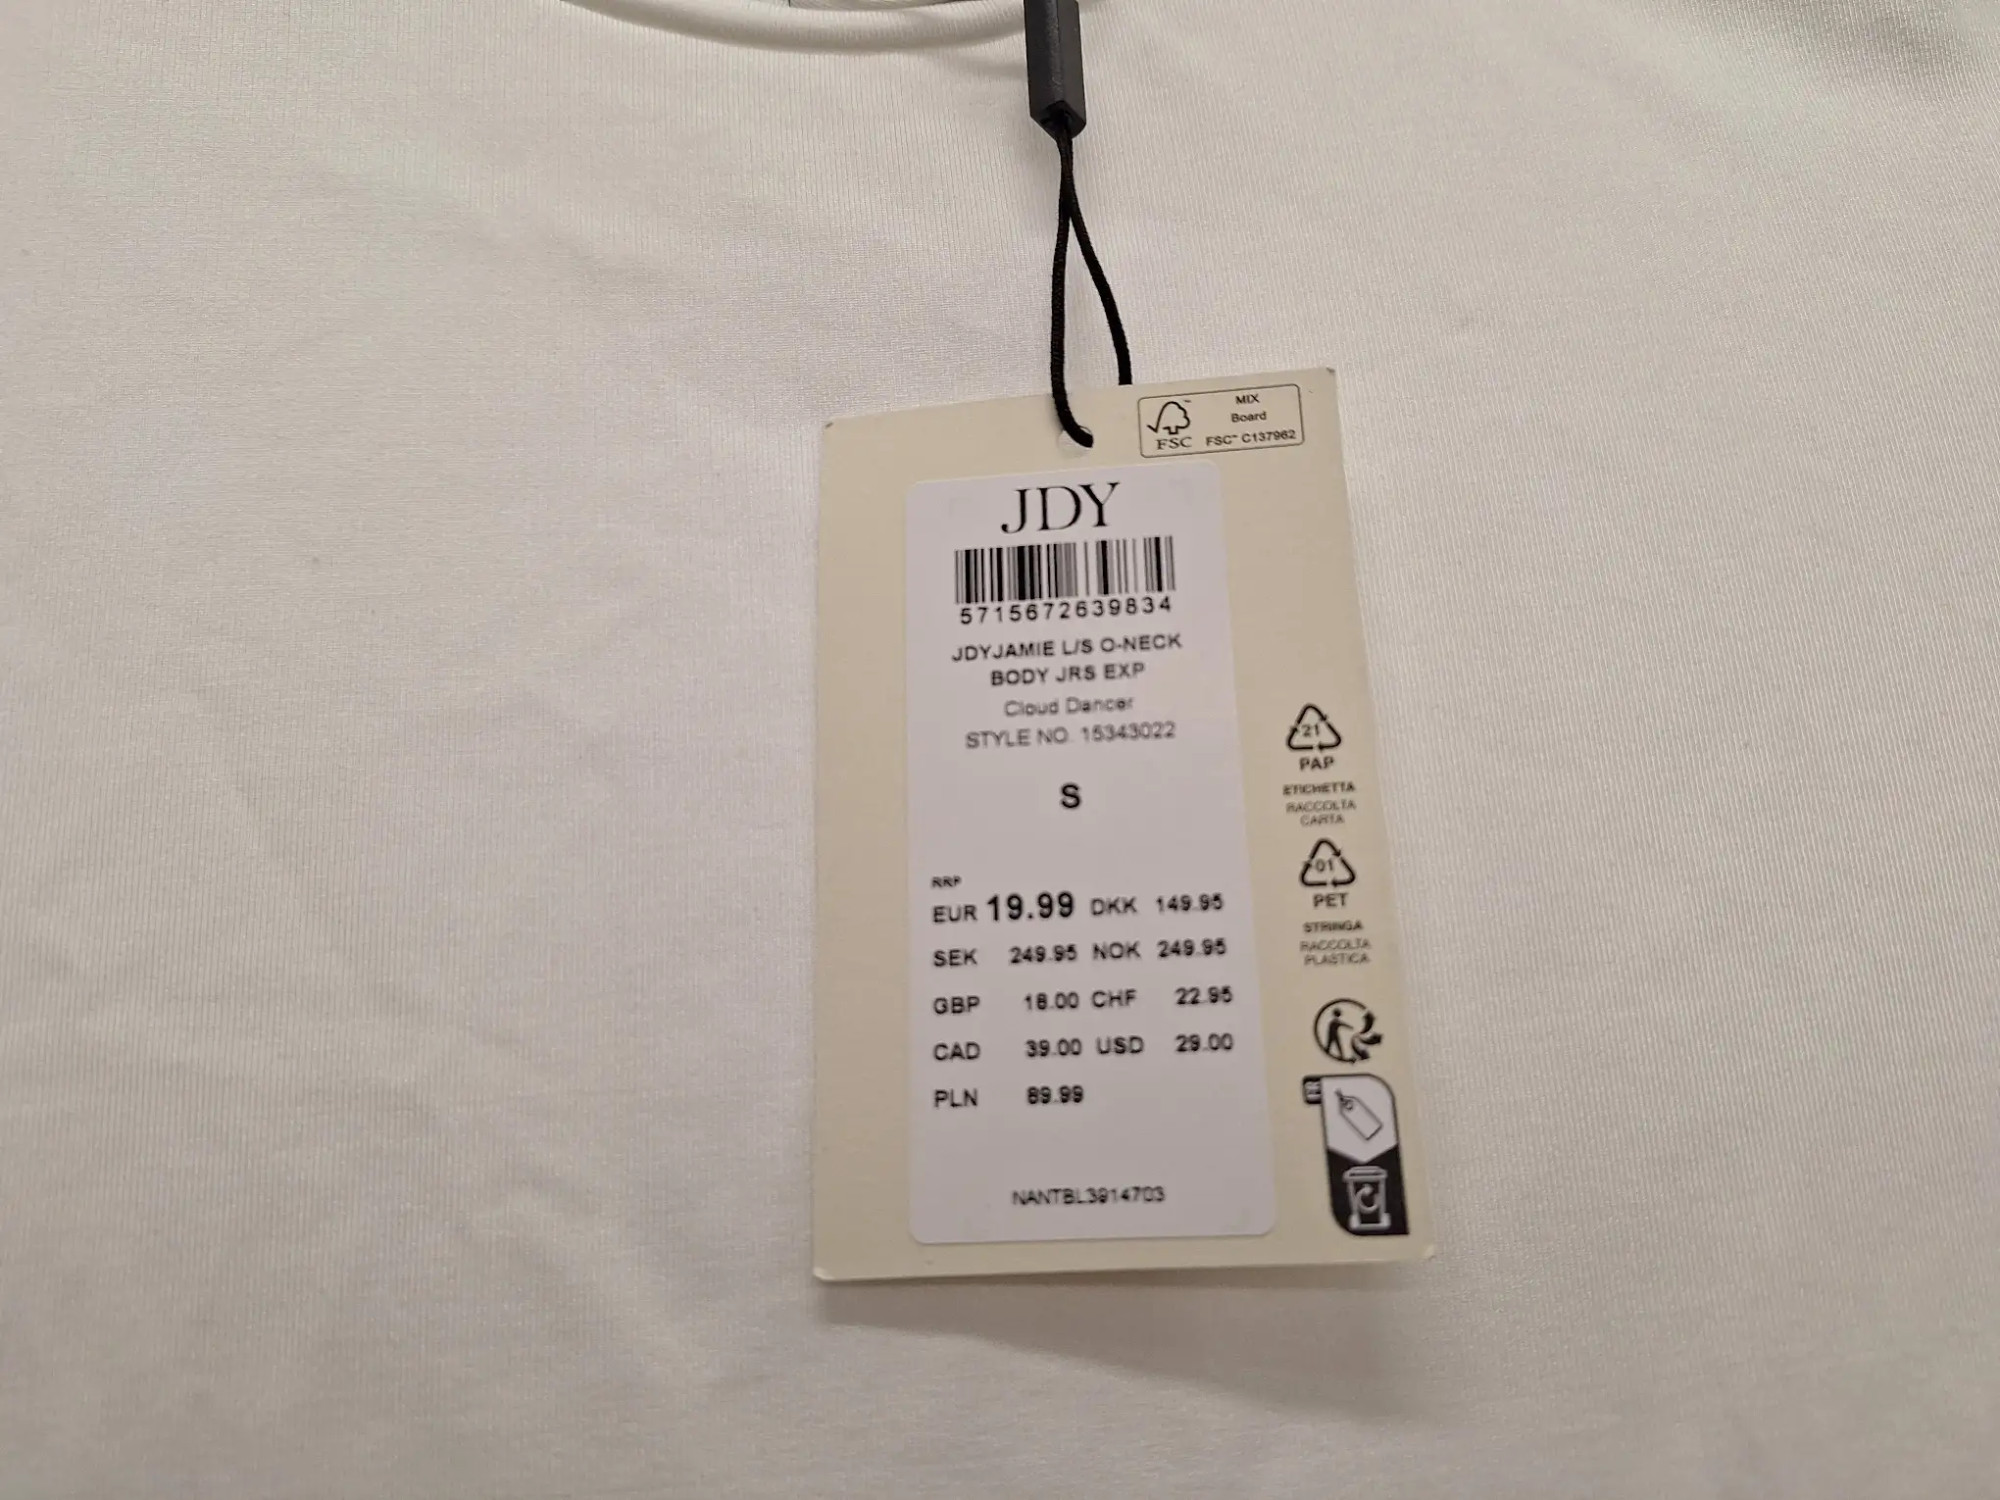 MIX
Board
FSC™ C137962
FSC
JDY
5715672639834
JDYJAMIE L/S O-NECK
BODY JRS EXP
Cloud Dancer
STYLE NO. 15343022
S
RRP
EUR 19.99 DKK 149.95
SEK 249.95 NOK 249.95
GBP 18.00 CHF 22.95
CAD 39.00 USD 29.00
PLN 89.99
NANTBL3914703
21
PAP
ETICHETTA
RACCOLTA
CARTA
01
PET
STRINGA
RACCOLTA
PLASTICA